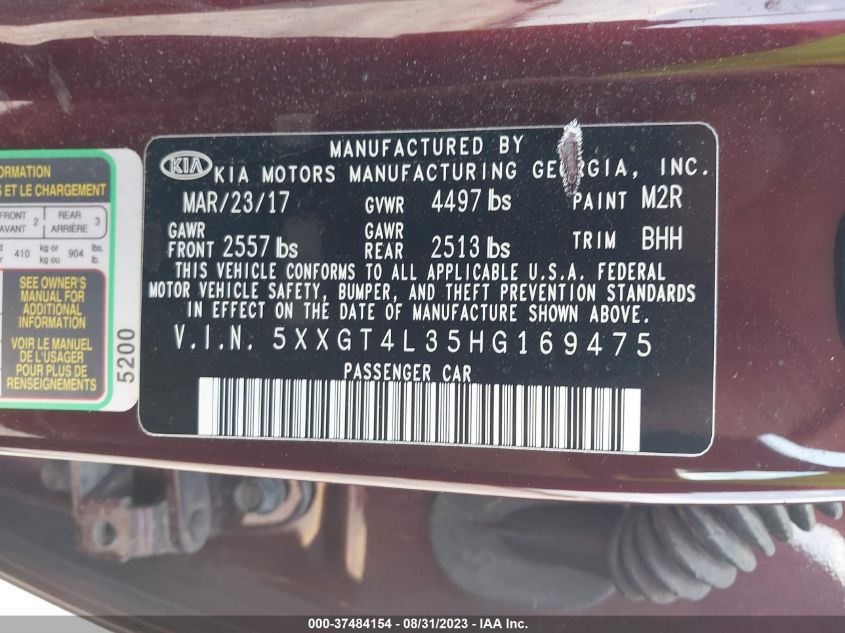 ORMATION
S ET LE CHARGEMENT
FRONT 2 REAR 3
AVANT ARRIÈRE
410 kg or 904 lbs.
kg ou lb.
SEE OWNER'S
MANUAL FOR
ADDITIONAL
INFORMATION
VOIR LE MANUEL
DE L'USAGER
POUR PLUS DE
RENSEIGNEMENTS
5200
MANUFACTURED BY
KIA KIA MOTORS MANUFACTURING GEORGIA, INC.
MAR/23/17 GVWR 4497 lbs PAINT M2R
GAWR GAWR
FRONT 2557 lbs REAR 2513 lbs TRIM BHH
THIS VEHICLE CONFORMS TO ALL APPLICABLE U.S.A. FEDERAL
MOTOR VEHICLE SAFETY, BUMPER, AND THEFT PREVENTION STANDARDS
IN EFFECT ON THE DATE OF MANUFACTURE SHOWN ABOVE.
V.I.N. 5XXGT4L35HG169475
PASSENGER CAR
000-37484154 - 08/31/2023 - IAA Inc.